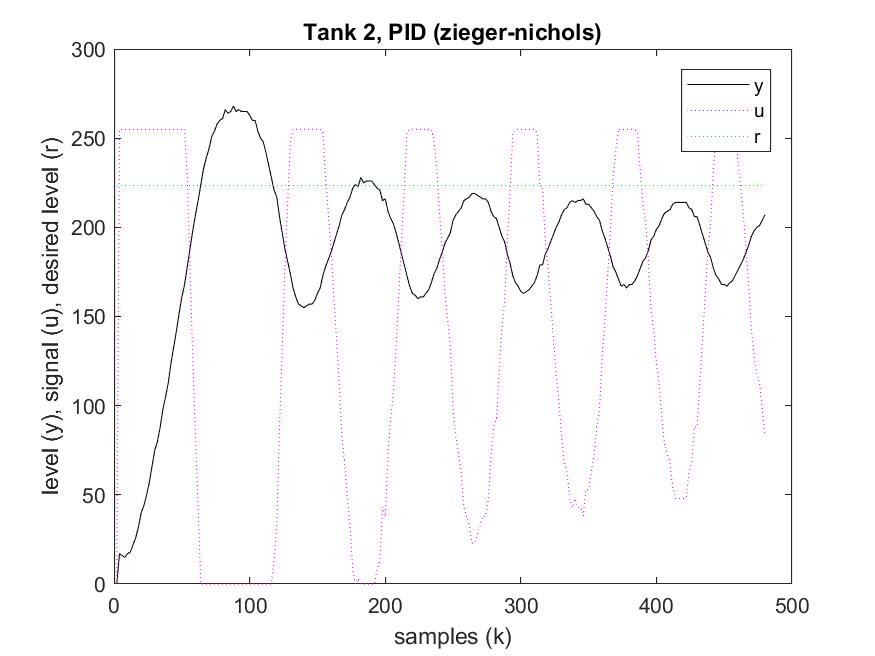 Tank 2, PID (zieger-nichols)
300
250
200
150
100
50
0
level (y), signal (u), desired level (r)
y
u
r
0 100 200 300 400 500
samples (k)